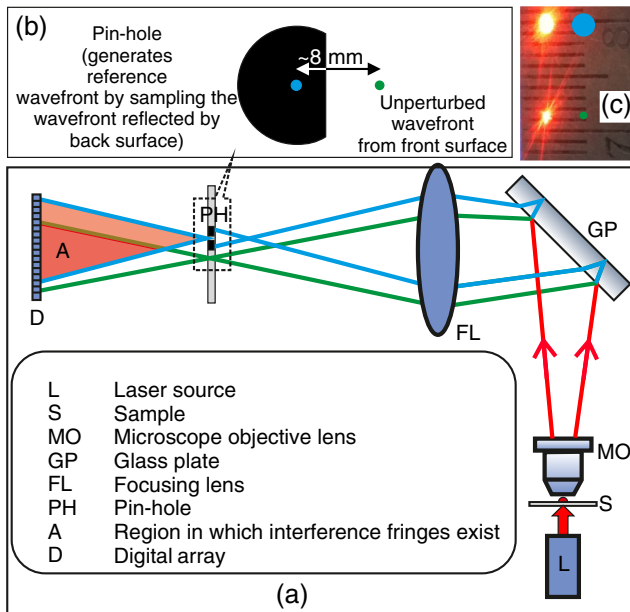 (b)
Pin-hole
(generates
reference
wavefront by sampling the
wavefront reflected by
back surface)
~8 mm
Unperturbed
wavefront
from front surface
(c)
PH
A
D
FL
GP
MO
S
L
L Laser source
S Sample
MO Microscope objective lens
GP Glass plate
FL Focusing lens
PH Pin-hole
A Region in which interference fringes exist
D Digital array
(a)